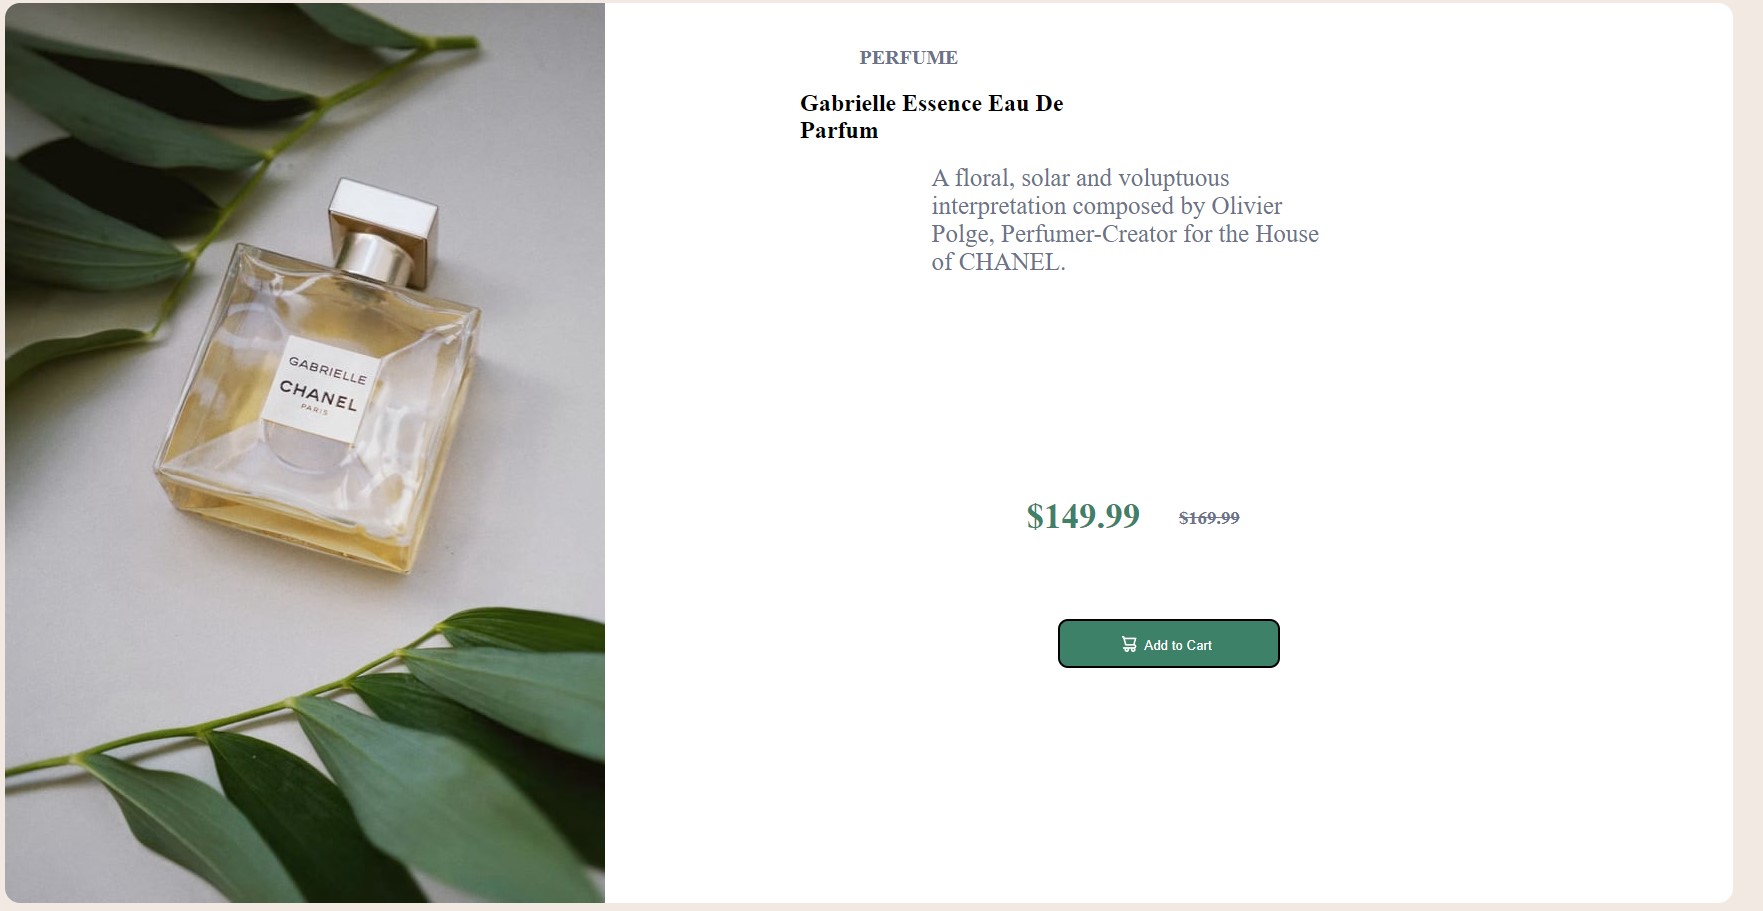 GABRIELLE
CHANEL
PARIS
PERFUME
Gabrielle Essence Eau De
Parfum
A floral, solar and voluptuous
interpretation composed by Olivier
Polge, Perfumer-Creator for the House
of CHANEL.
$149.99 $169.99
Add to Cart